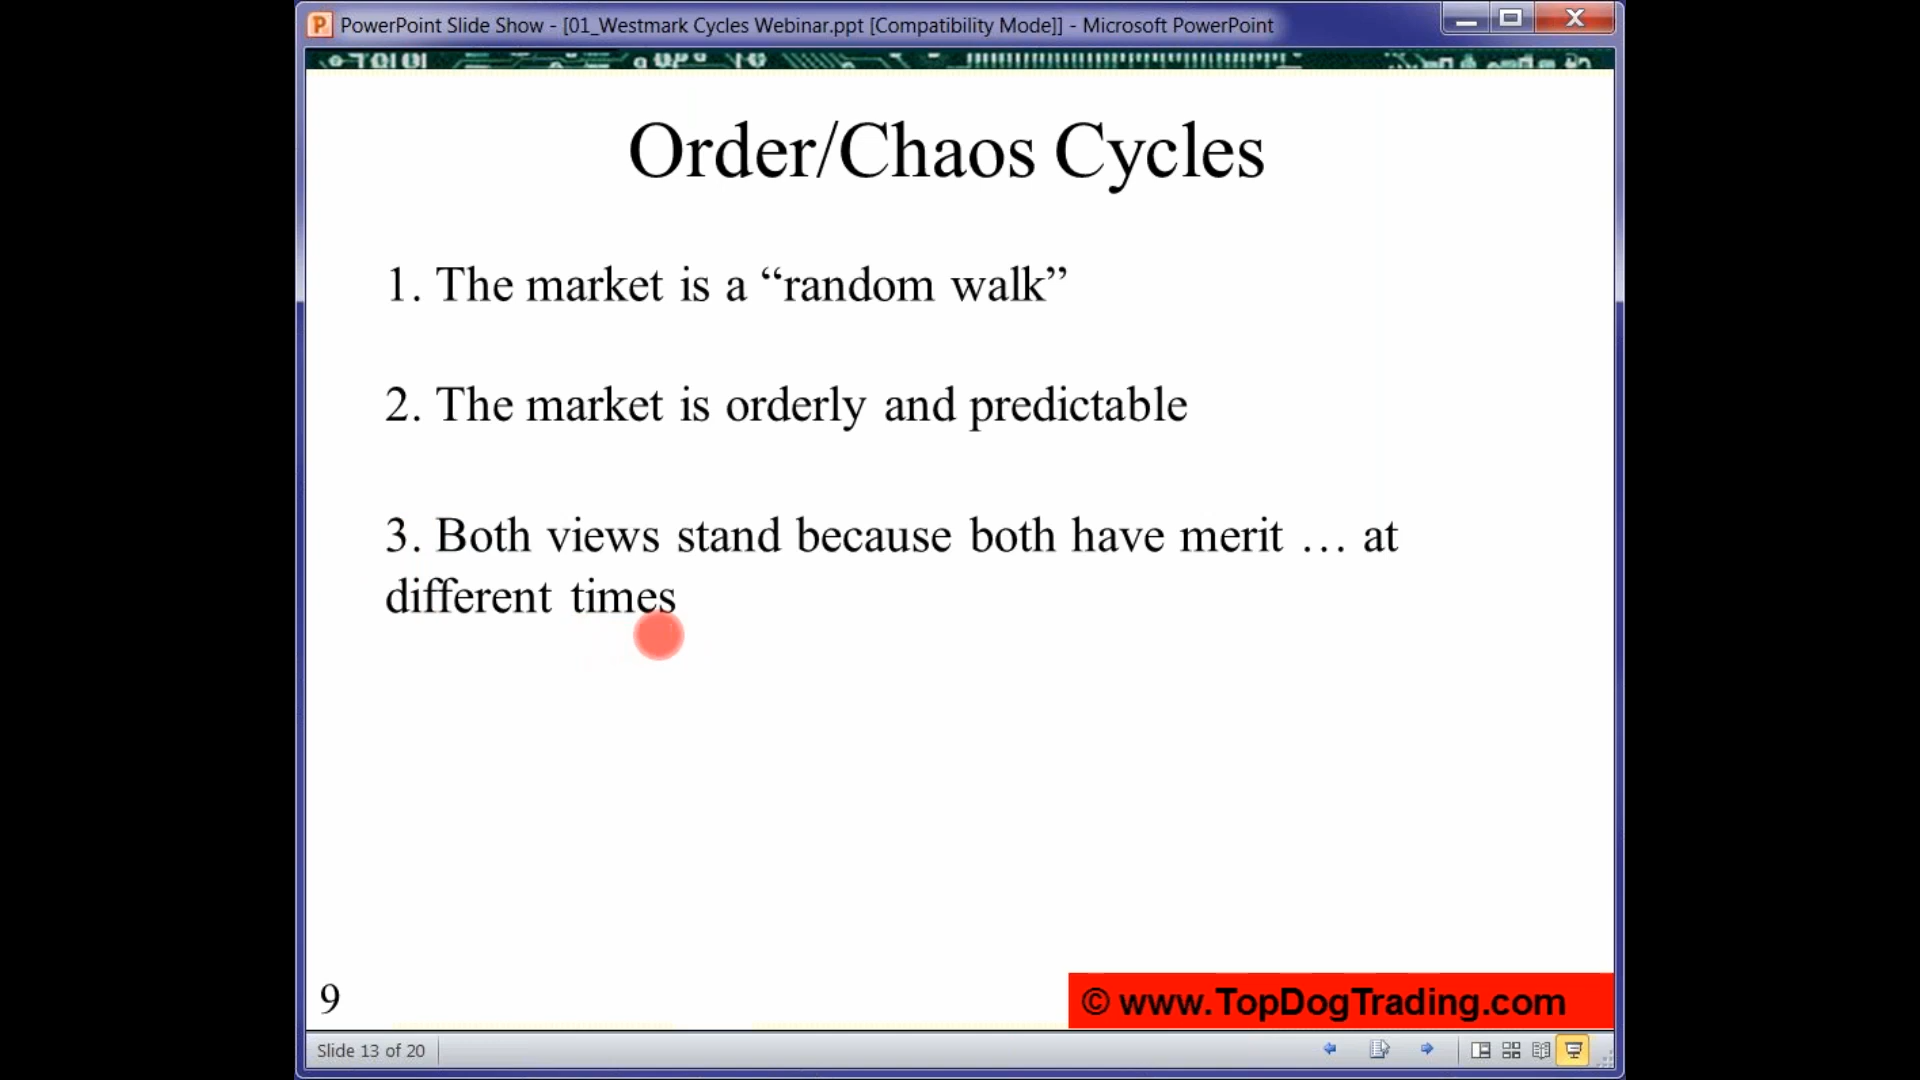 PowerPoint Slide Show - [01_Westmark Cycles Webinar.ppt [Compatibility Mode]] - Microsoft PowerPoint
Order/Chaos Cycles
1. The market is a “random walk”
2. The market is orderly and predictable
3. Both views stand because both have merit … at
different times
9
© www.TopDogTrading.com
Slide 13 of 20